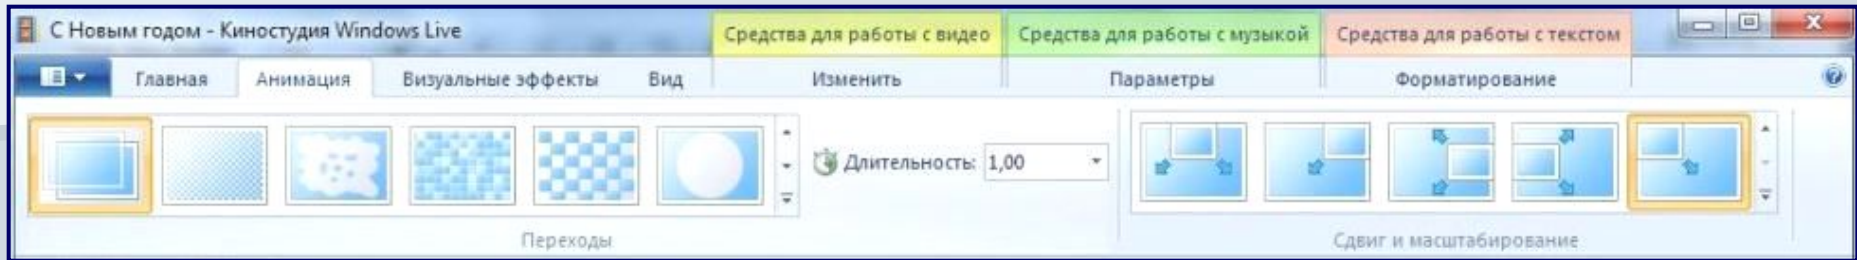 С Новым годом - Киностудия Windows Live
Средства для работы с видео
Средства для работы с музыкой
Средства для работы с текстом
Главная
Анимация
Визуальные эффекты
Вид
Изменить
Параметры
Форматирование
Длительность: 1,00
Переходы
Сдвиг и масштабирование